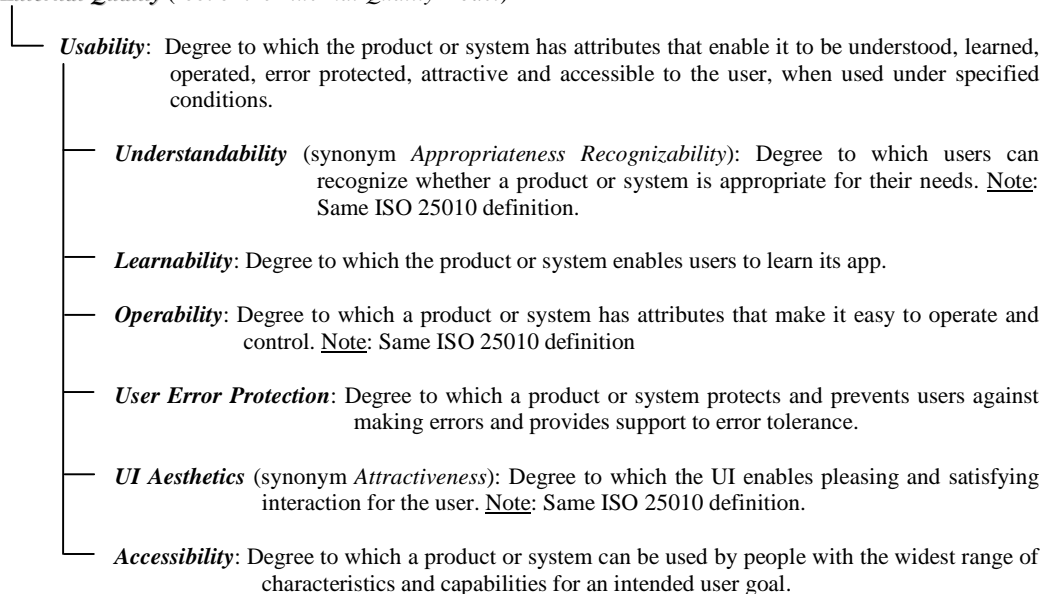 Usability: Degree to which the product or system has attributes that enable it to be understood, learned,
operated, error protected, attractive and accessible to the user, when used under specified
conditions.
Understandability (synonym Appropriateness Recognizability): Degree to which users can
recognize whether a product or system is appropriate for their needs. Note:
Same ISO 25010 definition.
Learnability: Degree to which the product or system enables users to learn its app.
Operability: Degree to which a product or system has attributes that make it easy to operate and
control. Note: Same ISO 25010 definition
User Error Protection: Degree to which a product or system protects and prevents users against
making errors and provides support to error tolerance.
UI Aesthetics (synonym Attractiveness): Degree to which the UI enables pleasing and satisfying
interaction for the user. Note: Same ISO 25010 definition.
Accessibility: Degree to which a product or system can be used by people with the widest range of
characteristics and capabilities for an intended user goal.